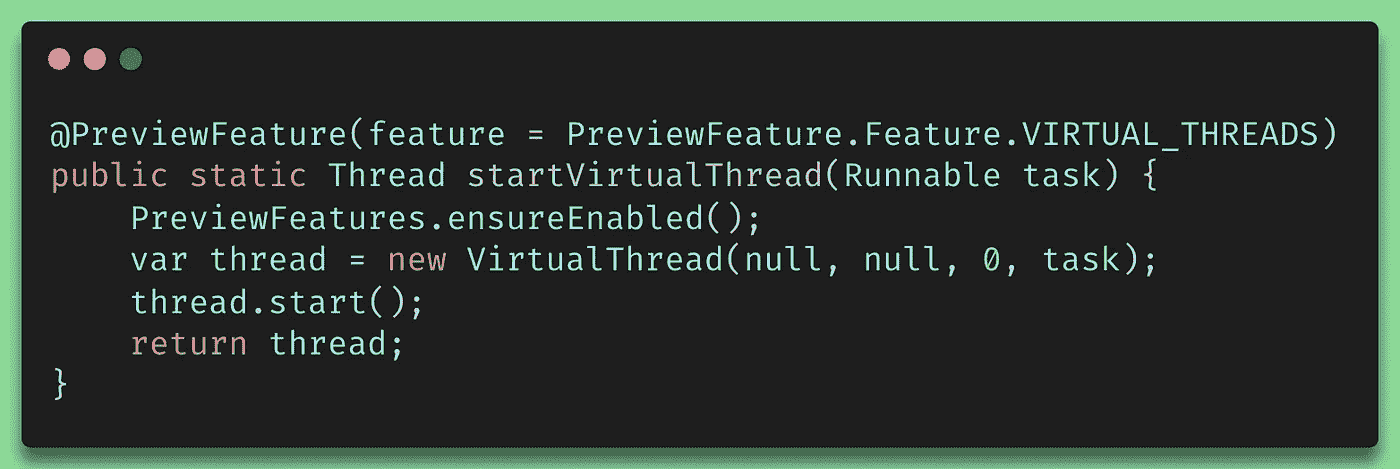 @PreviewFeature(feature = PreviewFeature.Feature.VIRTUAL_THREADS)
public static Thread startVirtualThread(Runnable task) {
    PreviewFeatures.ensureEnabled();
    var thread = new VirtualThread(null, null, 0, task);
    thread.start();
    return thread;
}